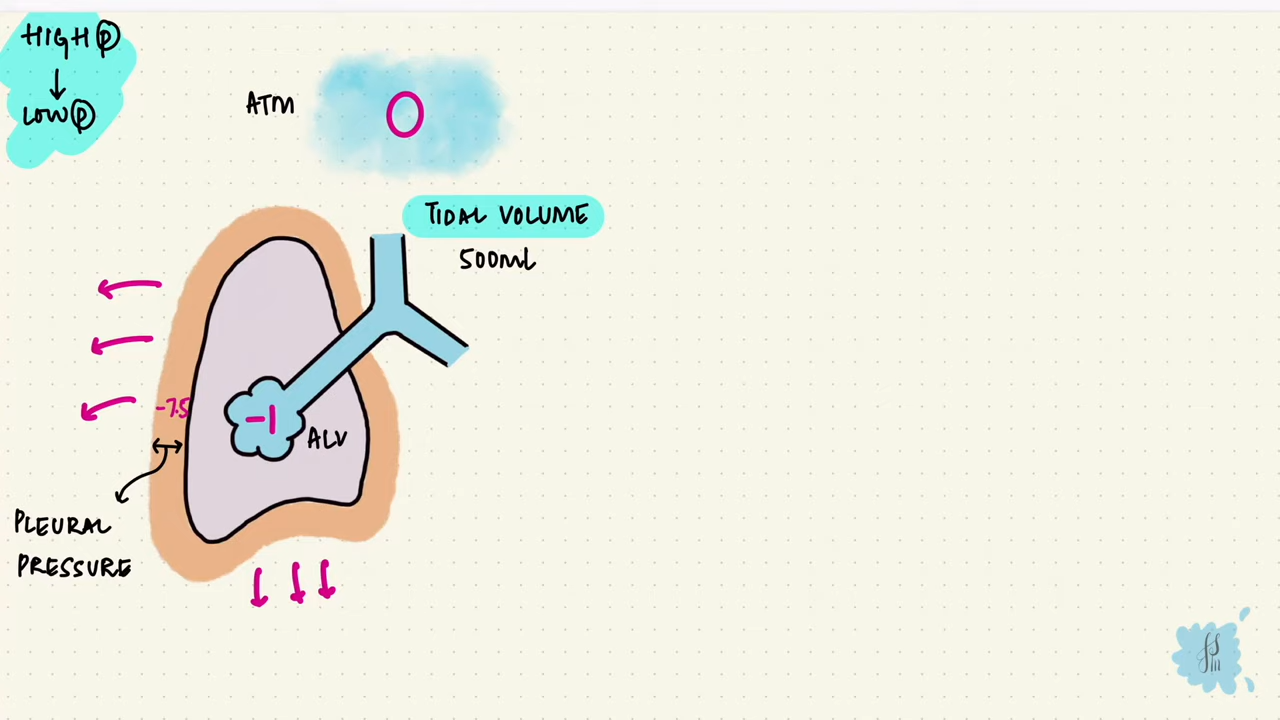 HIGH Ⓟ
↓
LOW Ⓟ
ATM
0
TIDAL VOLUME
500ml
-7.5
-1
ALV
PLEURAL
PRESSURE